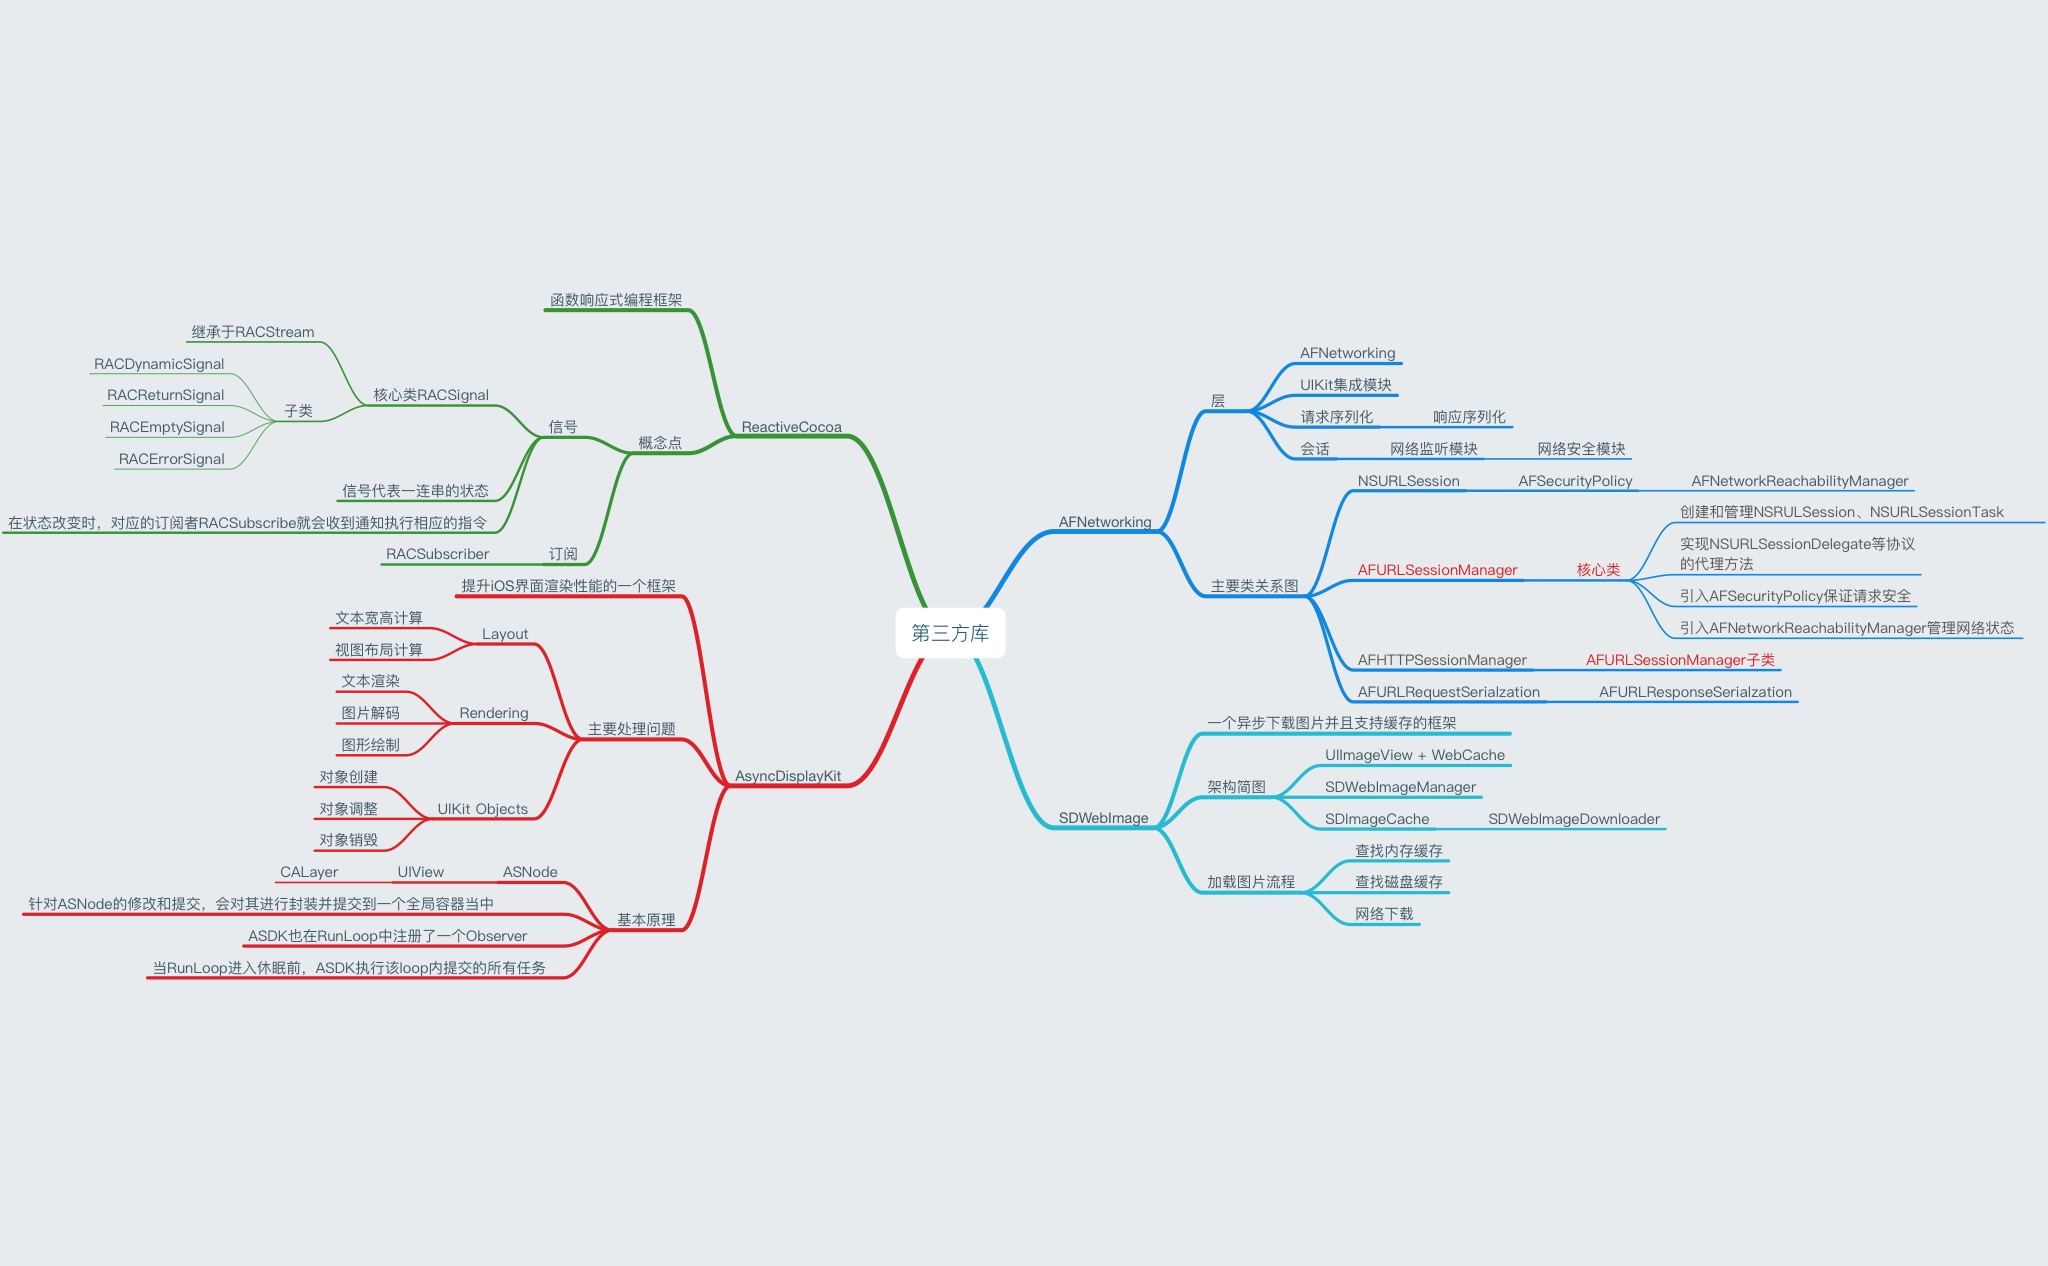 第三方库
ReactiveCocoa
函数响应式编程框架
概念点
信号
核心类RACSignal
继承于RACStream
子类
RACDynamicSignal
RACReturnSignal
RACEmptySignal
RACErrorSignal
信号代表一连串的状态
在状态改变时，对应的订阅者RACSubscribe就会收到通知执行相应的指令
订阅
RACSubscriber
AsyncDisplayKit
提升iOS界面渲染性能的一个框架
主要处理问题
Layout
文本宽高计算
视图布局计算
Rendering
文本渲染
图片解码
图形绘制
UIKit Objects
对象创建
对象调整
对象销毁
基本原理
ASNode
UIView
CALayer
针对ASNode的修改和提交，会对其进行封装并提交到一个全局容器当中
ASDK也在RunLoop中注册了一个Observer
当RunLoop进入休眠前，ASDK执行该loop内提交的所有任务
AFNetworking
层
AFNetworking
UIKit集成模块
请求序列化
响应序列化
会话
网络监听模块
网络安全模块
主要类关系图
NSURLSession
AFSecurityPolicy
AFNetworkReachabilityManager
AFURLSessionManager
核心类
创建和管理NSRULSession、NSURLSessionTask
实现NSURLSessionDelegate等协议
的代理方法
引入AFSecurityPolicy保证请求安全
引入AFNetworkReachabilityManager管理网络状态
AFHTTPSessionManager
AFURLSessionManager子类
AFURLRequestSerialzation
AFURLResponseSerialzation
SDWebImage
一个异步下载图片并且支持缓存的框架
架构简图
UIImageView + WebCache
SDWebImageManager
SDImageCache
SDWebImageDownloader
加载图片流程
查找内存缓存
查找磁盘缓存
网络下载